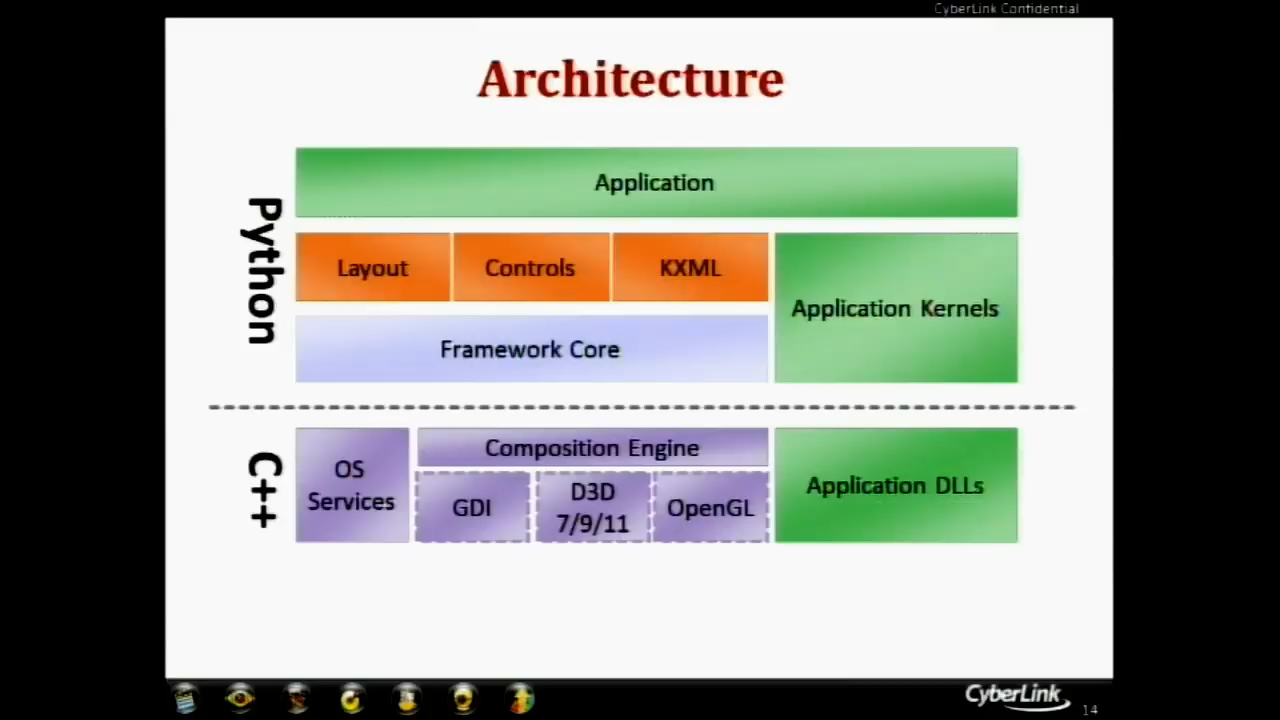 CyberLink Confidential
Architecture
Python
Application
Layout
Controls
KXML
Application Kernels
Framework Core
C++
OS
Services
Composition Engine
GDI
D3D
7/9/11
OpenGL
Application DLLs
CyberLink
14